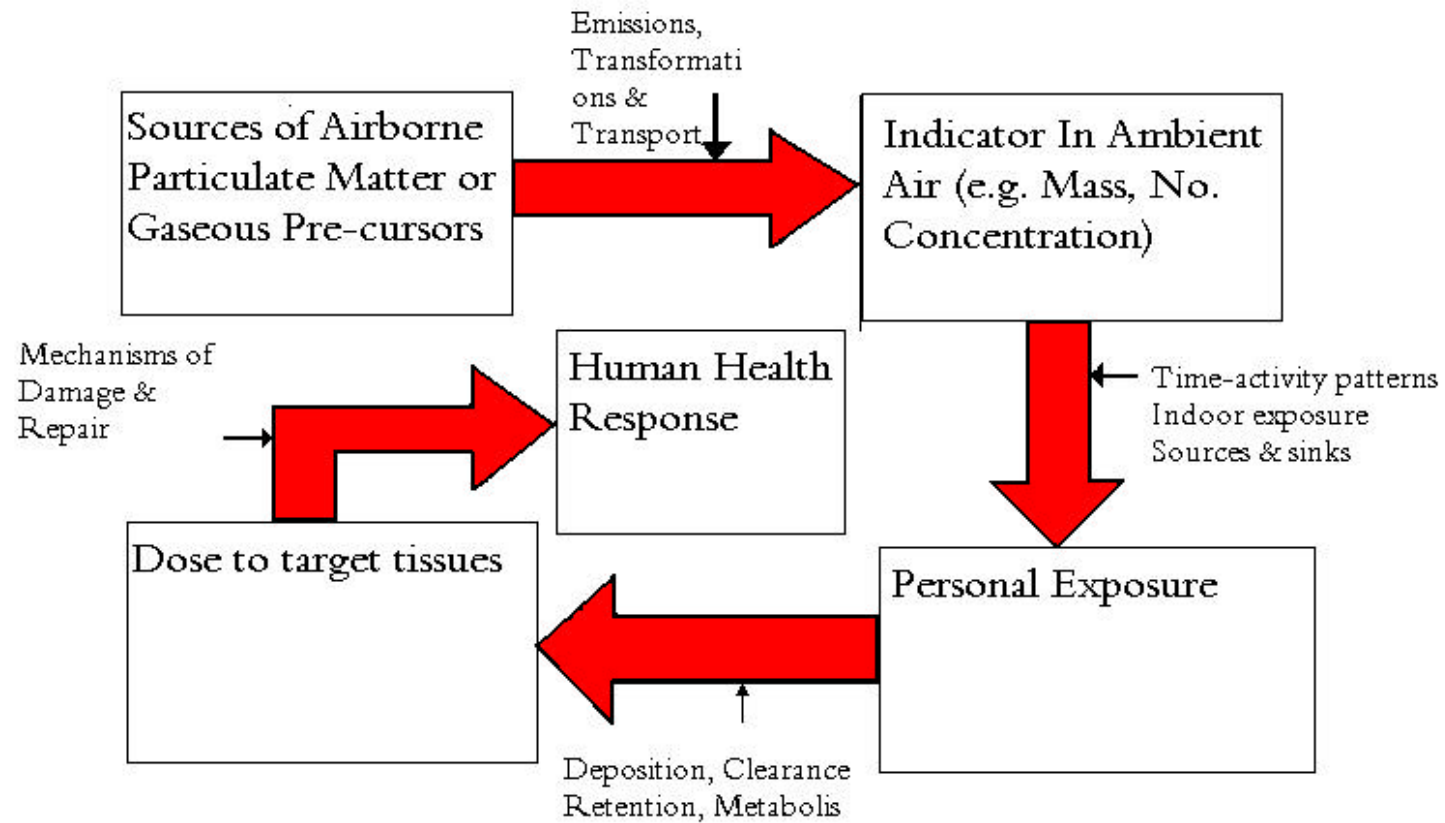 Emissions,
Transformati
ons &
Transport
Sources of Airborne
Particulate Matter or
Gaseous Pre-cursors
Indicator In Ambient
Air (e.g. Mass, No.
Concentration)
Mechanisms of
Damage &
Repair
Human Health
Response
Time-activity patterns
Indoor exposure
Sources & sinks
Dose to target tissues
Personal Exposure
Deposition, Clearance
Retention, Metabolis